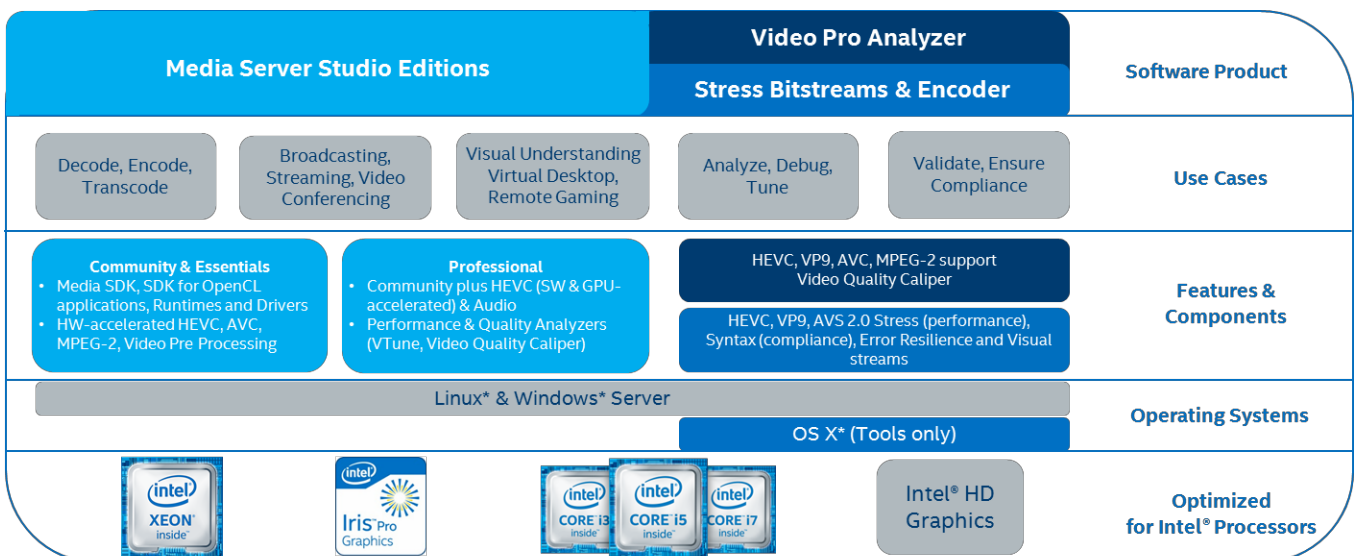 Media Server Studio Editions
Video Pro Analyzer
Stress Bitstreams & Encoder
Software Product
Decode, Encode,
Transcode
Broadcasting,
Streaming, Video
Conferencing
Visual Understanding
Virtual Desktop,
Remote Gaming
Analyze, Debug,
Tune
Validate, Ensure
Compliance
Use Cases
Community & Essentials
• Media SDK, SDK for OpenCL
applications, Runtimes and Drivers
• HW-accelerated HEVC, AVC,
MPEG-2, Video Pre Processing
Professional
• Community plus HEVC (SW & GPU-
accelerated) & Audio
• Performance & Quality Analyzers
(VTune, Video Quality Caliper)
HEVC, VP9, AVC, MPEG-2 support
Video Quality Caliper
HEVC, VP9, AVS 2.0 Stress (performance),
Syntax (compliance), Error Resilience and Visual
streams
Features &
Components
Linux* & Windows* Server
OS X* (Tools only)
Operating Systems
intel
XEON®
inside™
intel
Iris™Pro
Graphics
intel
CORE i3
inside™
intel
CORE i5
inside™
intel
CORE i7
inside™
Intel® HD
Graphics
Optimized
for Intel® Processors